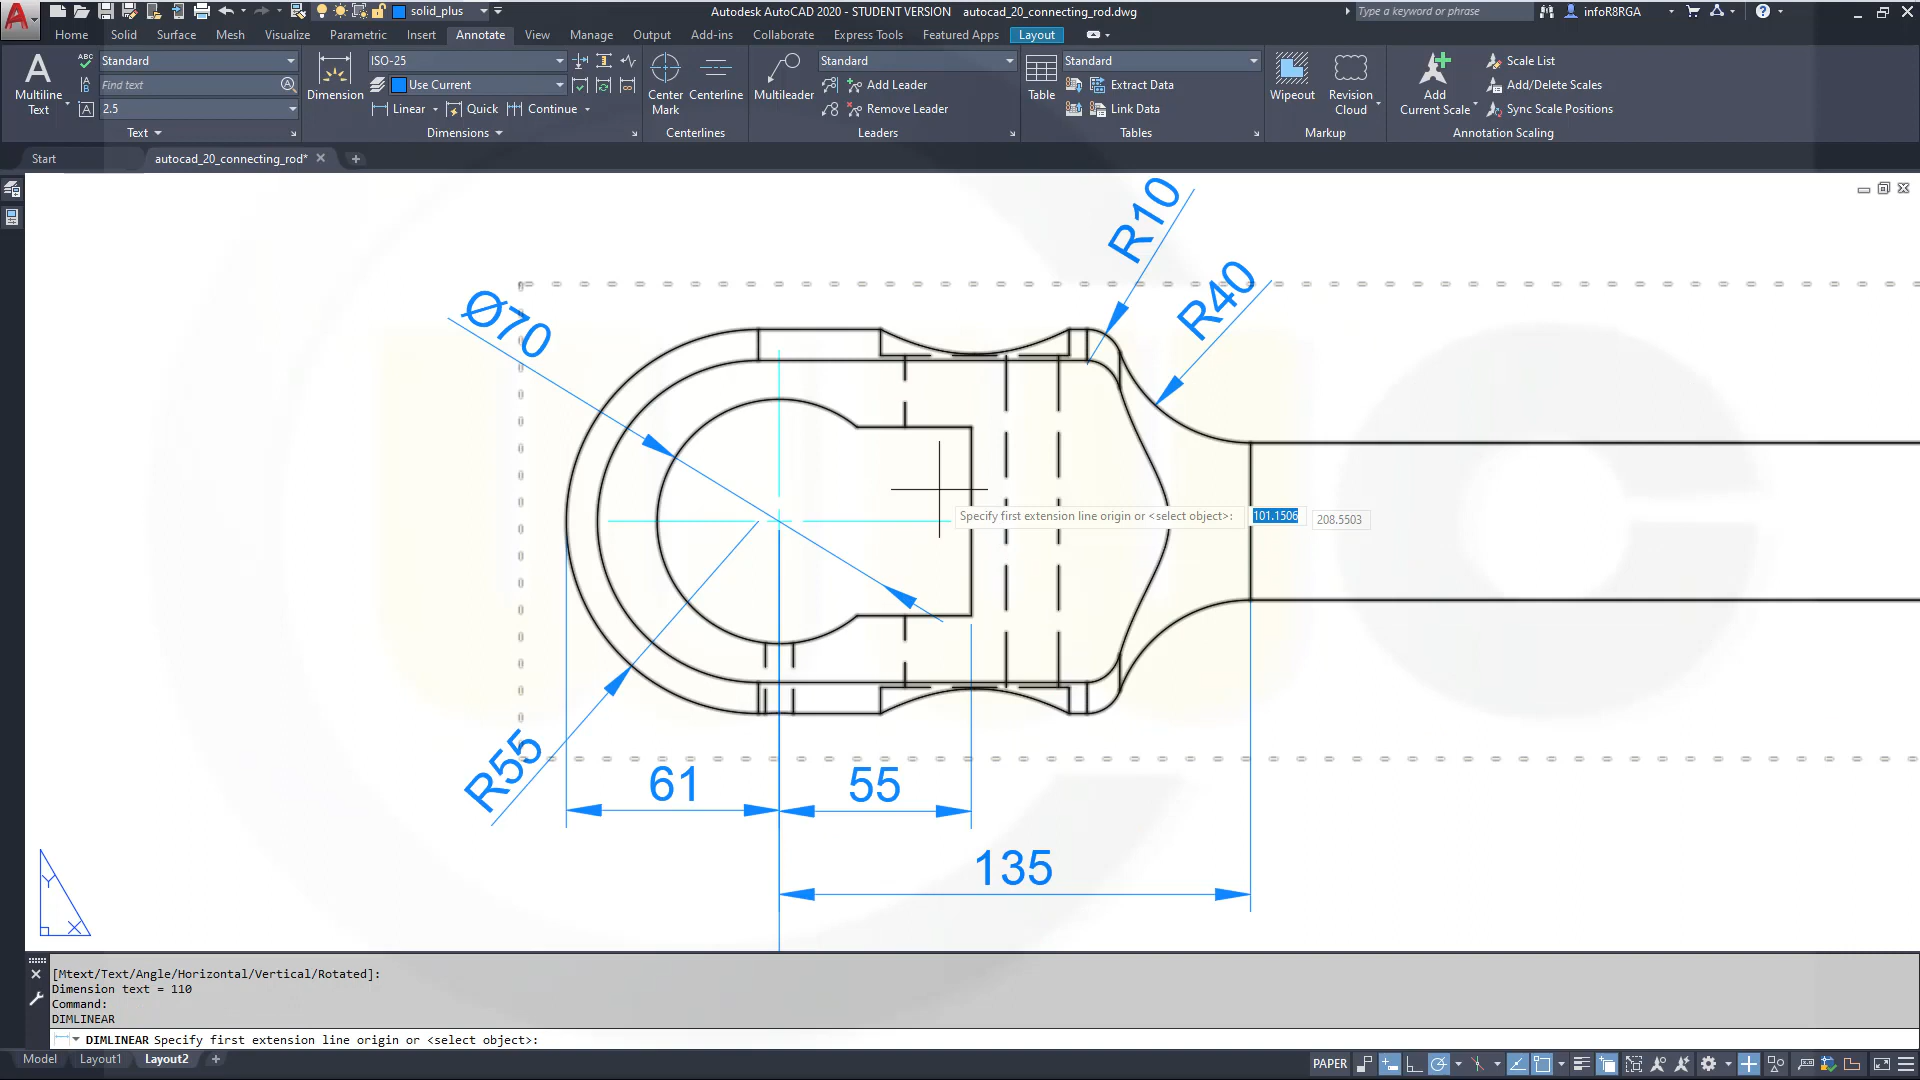 solid_plus
Autodesk AutoCAD 2020 - STUDENT VERSION autocad_20_connecting_rod.dwg
Type a keyword or phrase
infoR8RGA
Home Solid Surface Mesh Visualize Parametric Insert Annotate View Manage Output Add-ins Collaborate Express Tools Featured Apps Layout
Multiline Text
ABC
Standard
Find text
2.5
Text
Dimension
ISO-25
Use Current
Linear Quick Continue
Dimensions
Center Mark
Centerline
Centerlines
Multileader
Standard
Add Leader
Remove Leader
Leaders
Table
Standard
Extract Data
Link Data
Tables
Wipeout
Revision Cloud
Markup
Add Current Scale
Scale List
Add/Delete Scales
Sync Scale Positions
Annotation Scaling
Start
autocad_20_connecting_rod*
R10
R40
Ø70
Specify first extension line origin or <select object>: 101.1506 208.5503
R55
61
55
135
Y
X
[Mtext/Text/Angle/Horizontal/Vertical/Rotated]:
Dimension text = 110
Command:
DIMLINEAR
DIMLINEAR Specify first extension line origin or <select object>:
Model Layout1 Layout2 +
PAPER